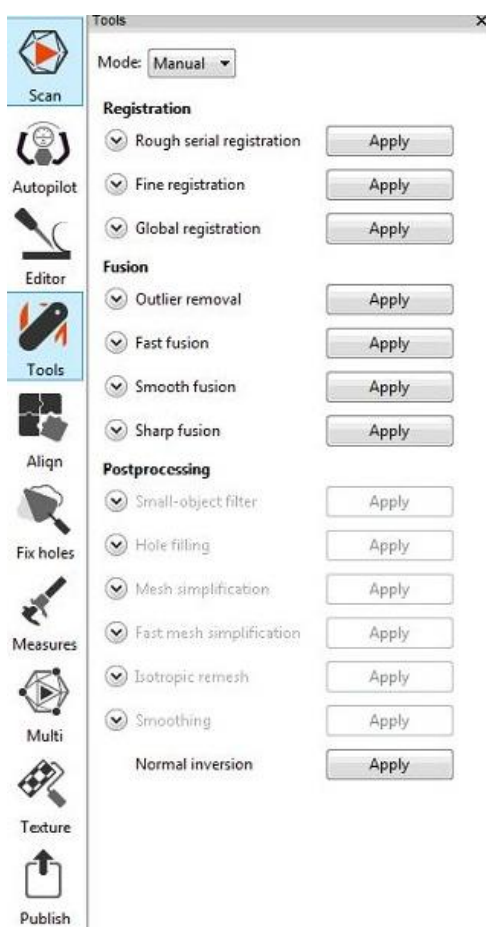 Tools
Scan
Autopilot
Editor
Tools
Align
Fix holes
Measures
Multi
Texture
Publish
Mode: Manual
Registration
Rough serial registration Apply
Fine registration Apply
Global registration Apply
Fusion
Outlier removal Apply
Fast fusion Apply
Smooth fusion Apply
Sharp fusion Apply
Postprocessing
Small-object filter Apply
Hole filling Apply
Mesh simplification Apply
Fast mesh simplification Apply
Isotropic remesh Apply
Smoothing Apply
Normal inversion Apply